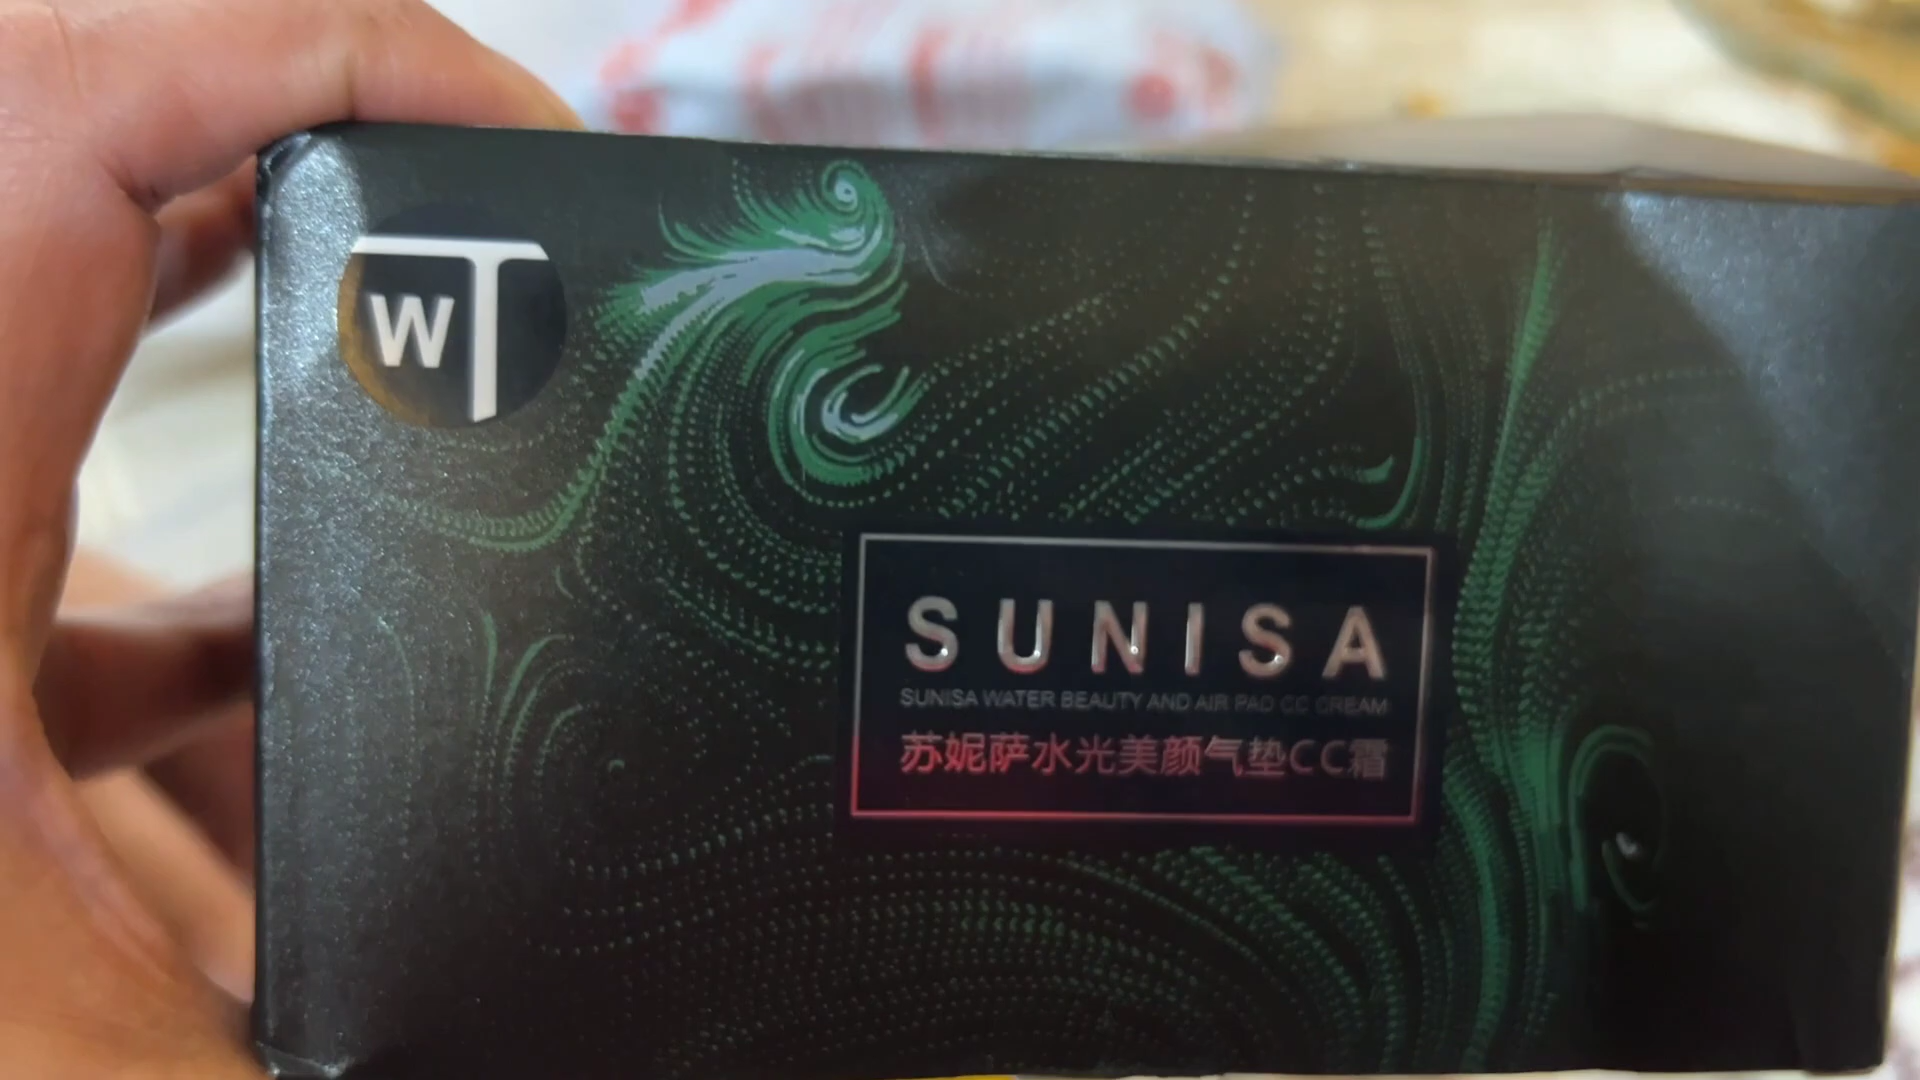 WT
SUNISA
SUNISA WATER BEAUTY AND AIR PAD CC CREAM
苏妮萨水光美颜气垫CC霜